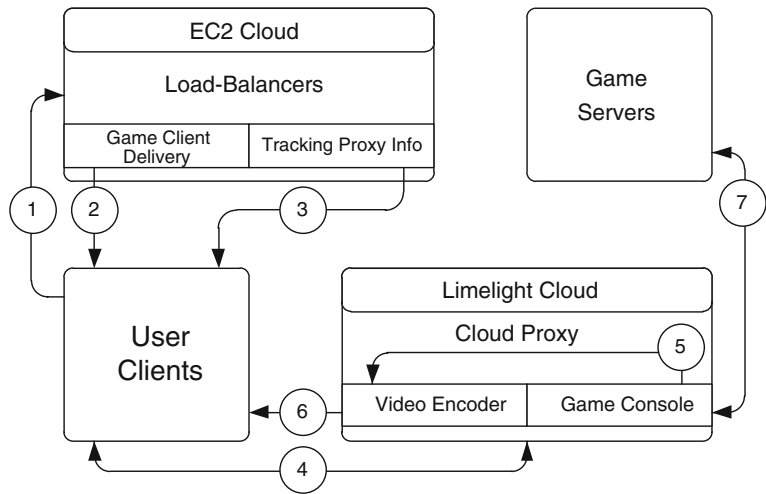 EC2 Cloud
Load-Balancers
Game Client
Delivery
Tracking Proxy Info
Game
Servers
1
2
3
7
User
Clients
Limelight Cloud
Cloud Proxy
5
Video Encoder
Game Console
6
4